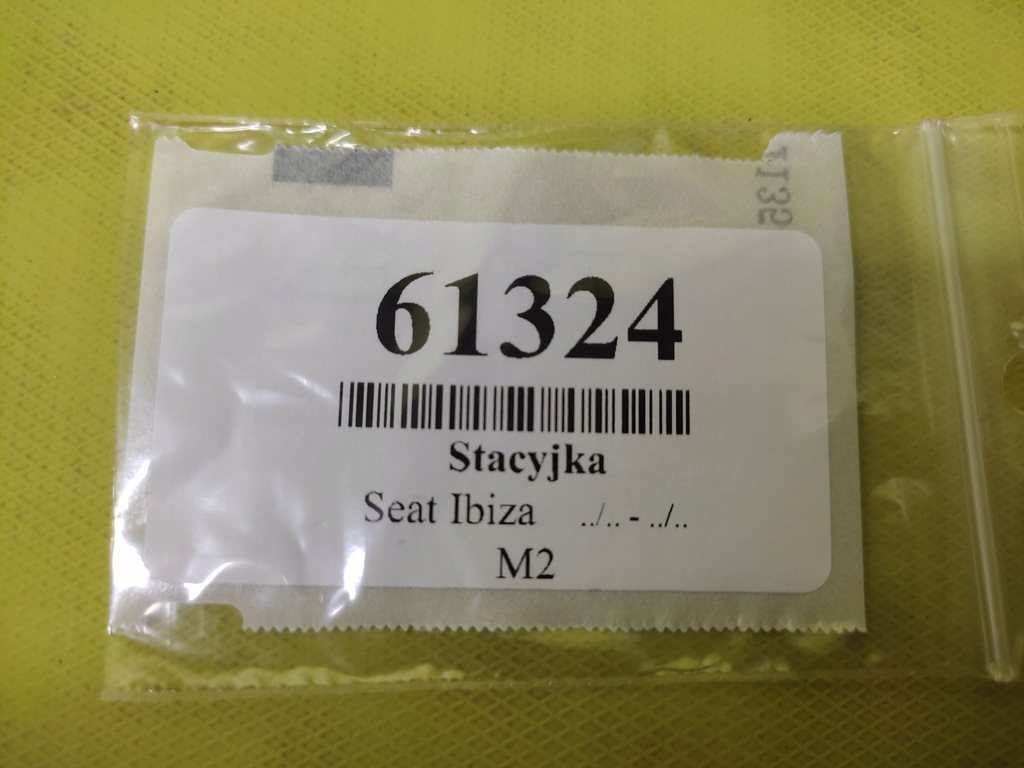 61324
Stacyjka
Seat Ibiza ../.. - ../..
M2